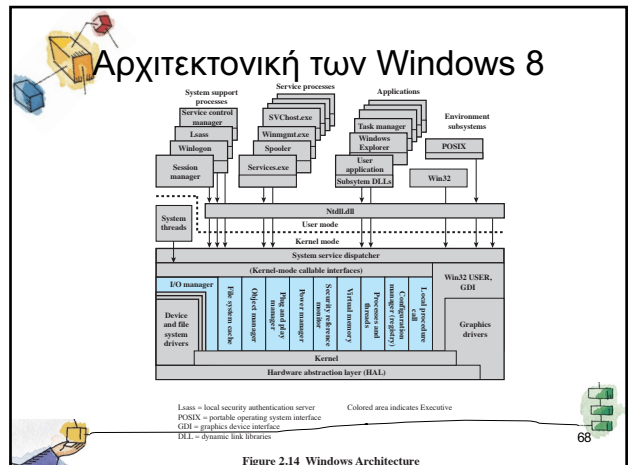 Αρχιτεκτονική των Windows 8
System support
processes
Service processes
Applications
Environment
subsystems
Service control
manager
Lsass
Winlogon
Session
manager
SVChost.exe
Winmgmt.exe
Spooler
Services.exe
Task manager
Windows
Explorer
User
application
Subsytem DLLs
POSIX
Win32
System
threads
Ntdll.dll
User mode
Kernel mode
System service dispatcher
(Kernel-mode callable interfaces)
Win32 USER,
GDI
I/O manager
Device
and file
system
drivers
File system cache
Object manager
Plug and play
manager
Power manager
Security reference
monitor
Virtual memory
Processes and
threads
Configuration
manager (registry)
Local procedure
call
Graphics
drivers
Kernel
Hardware abstraction layer (HAL)
Lsass = local security authentication server
Colored area indicates Executive
POSIX = portable operating system interface
GDI = graphics device interface
DLL = dynamic link libraries
68
Figure 2.14 Windows Architecture